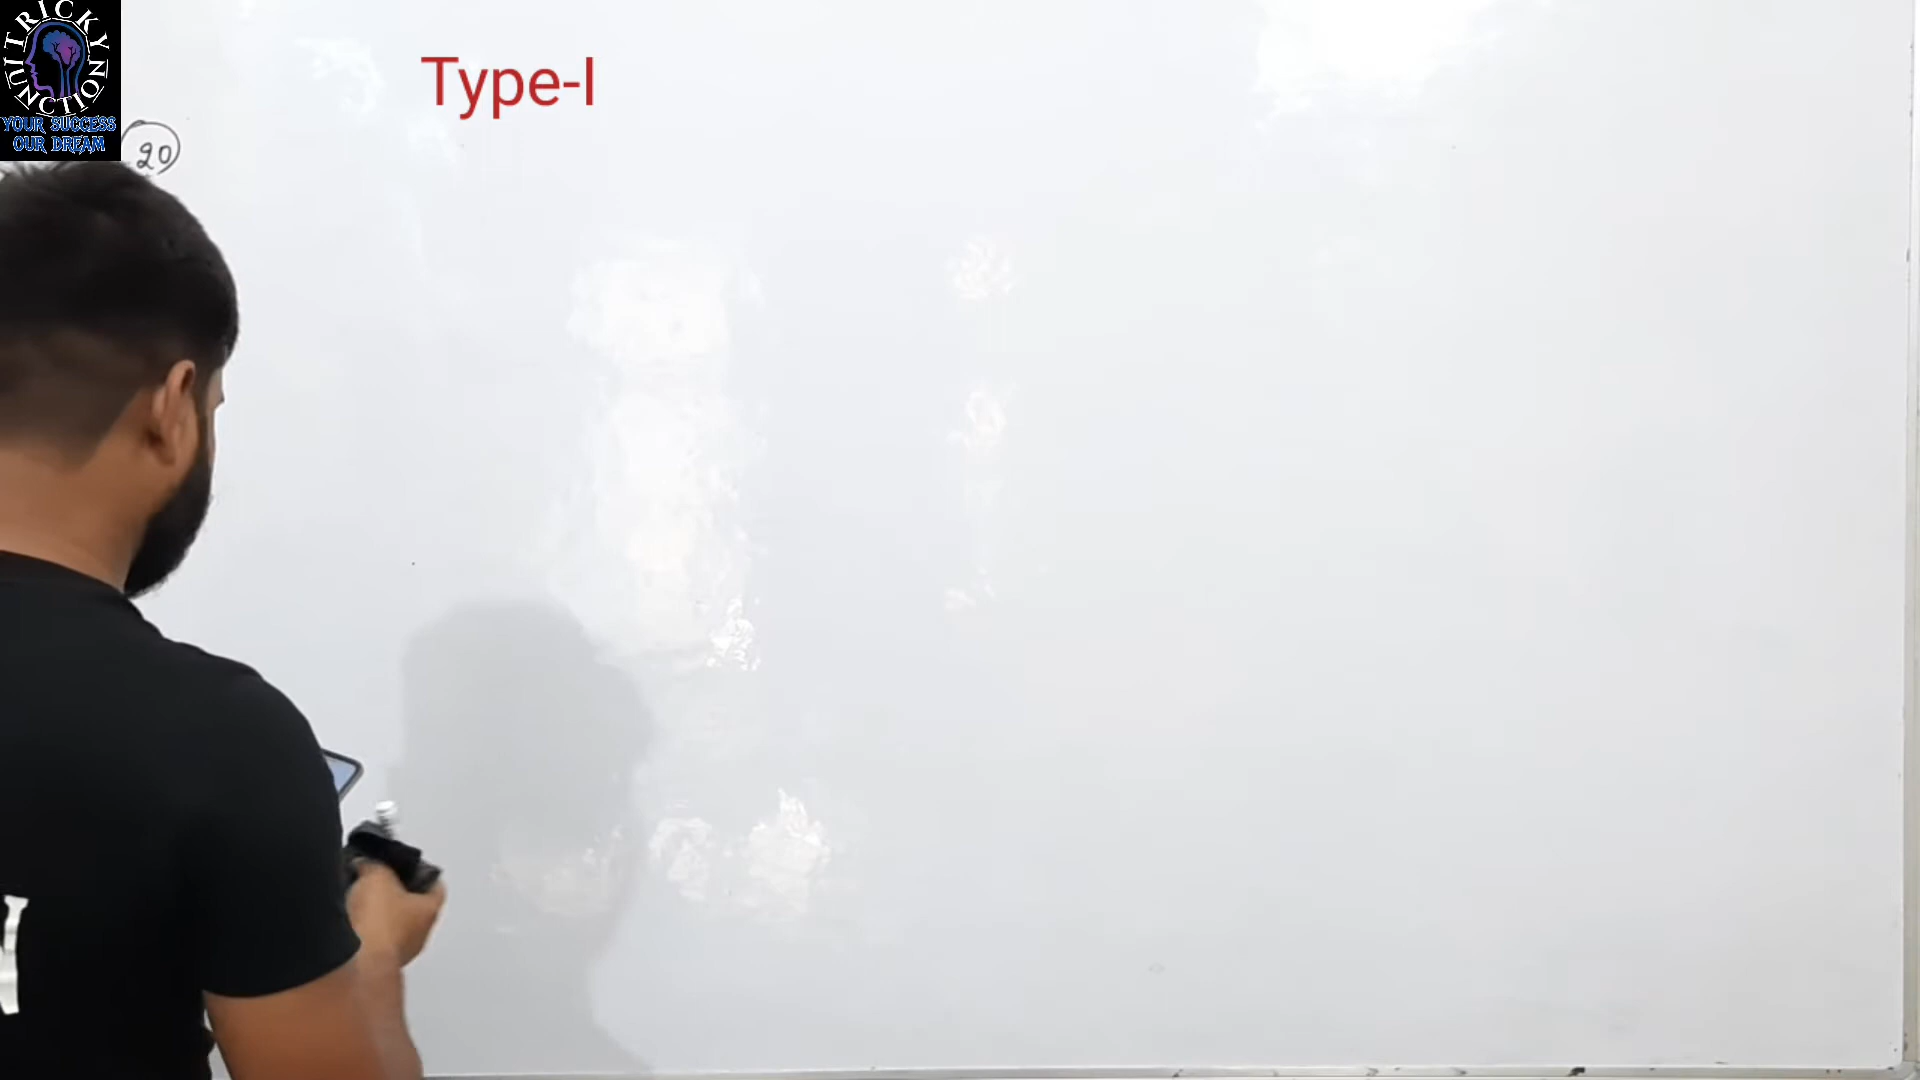 TRICKY
JUNCTION
YOUR SUCCESS
OUR DREAM
Type-I
20